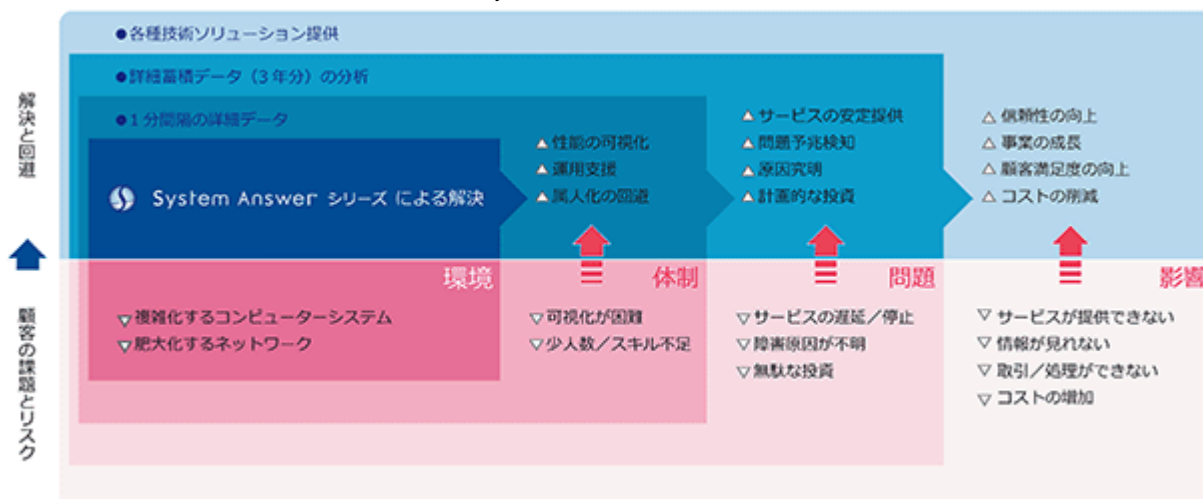 ●各種技術ソリューション提供
●詳細蓄積データ（3年分）の分析
●1分間隔の詳細データ
System Answer シリーズ による解決
△性能の可視化
△運用支援
△属人化の回避
△サービスの安定提供
△問題予兆検知
△原因究明
△計画的な投資
△信頼性の向上
△事業の成長
△顧客満足度の向上
△コストの削減
解決と回避
顧客の課題とリスク
環境
▽複雑化するコンピューターシステム
▽肥大化するネットワーク
体制
▽可視化が困難
▽少人数／スキル不足
問題
▽サービスの遅延／停止
▽障害原因が不明
▽無駄な投資
影響
▽サービスが提供できない
▽情報が見れない
▽取引／処理ができない
▽コストの増加